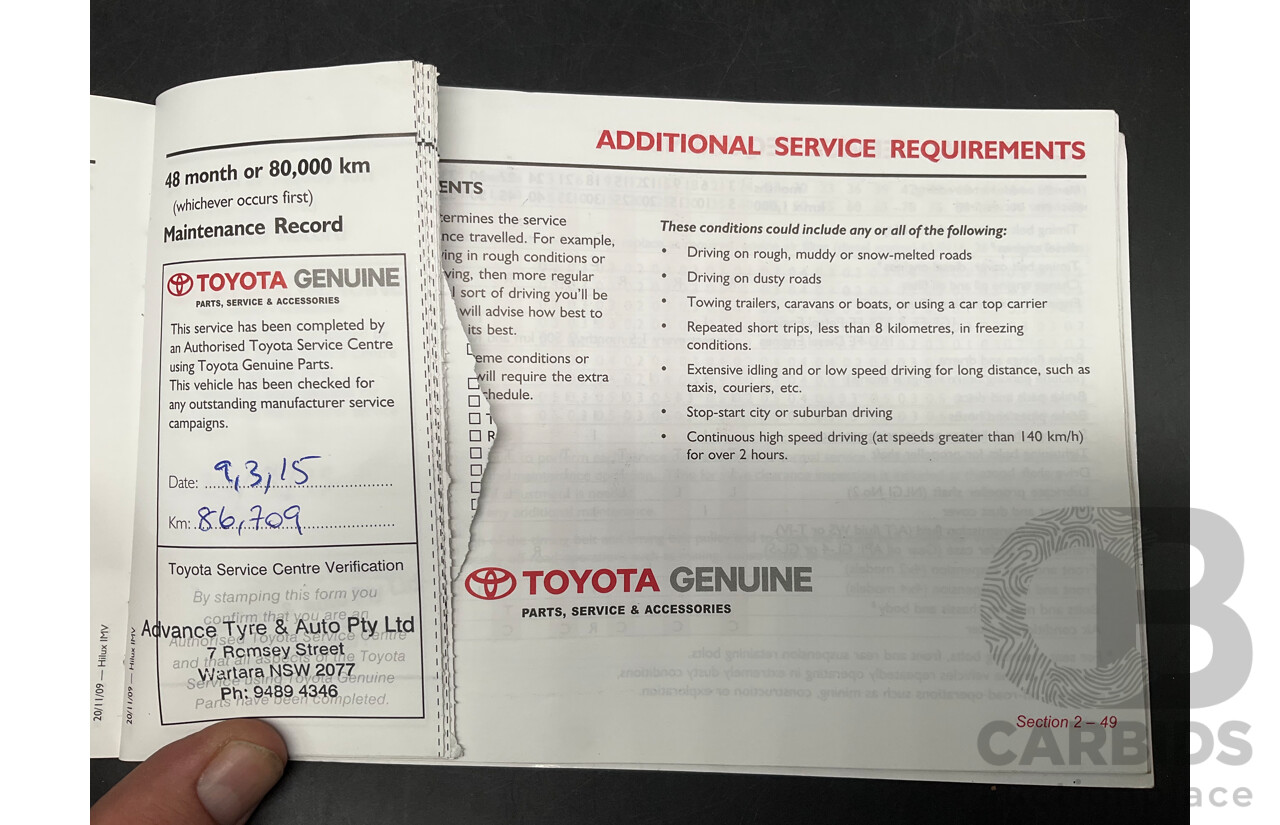 48 month or 80,000 km
(whichever occurs first)
Maintenance Record
TOYOTA GENUINE
PARTS, SERVICE & ACCESSORIES
This service has been completed by
an Authorised Toyota Service Centre
using Toyota Genuine Parts.
This vehicle has been checked for
any outstanding manufacturer service
campaigns.
Date: 9,3,15
Km: 86,709
Toyota Service Centre Verification
By stamping this form you
confirm that you are an
Authorised Toyota Service Centre
and that all aspects of the Toyota
Service using Toyota Genuine
Parts have been completed.
Advance Tyre & Auto Pty Ltd
7 Romsey Street
Waitara NSW 2077
Ph: 9489 4346
20/11/09 — Hilux IMV
20/11/09 — Hilux IMV
ADDITIONAL SERVICE REQUIREMENTS
ENTS
ermines the service
nce travelled. For example,
ing in rough conditions or
ving, then more regular
l sort of driving you'll be
will advise how best to
its best.
eme conditions or
will require the extra
chedule.
T
R
These conditions could include any or all of the following:
• Driving on rough, muddy or snow-melted roads
• Driving on dusty roads
• Towing trailers, caravans or boats, or using a car top carrier
• Repeated short trips, less than 8 kilometres, in freezing
conditions.
• Extensive idling and or low speed driving for long distance, such as
taxis, couriers, etc.
• Stop-start city or suburban driving
• Continuous high speed driving (at speeds greater than 140 km/h)
for over 2 hours.
TOYOTA GENUINE
PARTS, SERVICE & ACCESSORIES
Section 2 – 49
CARBIDS
ace